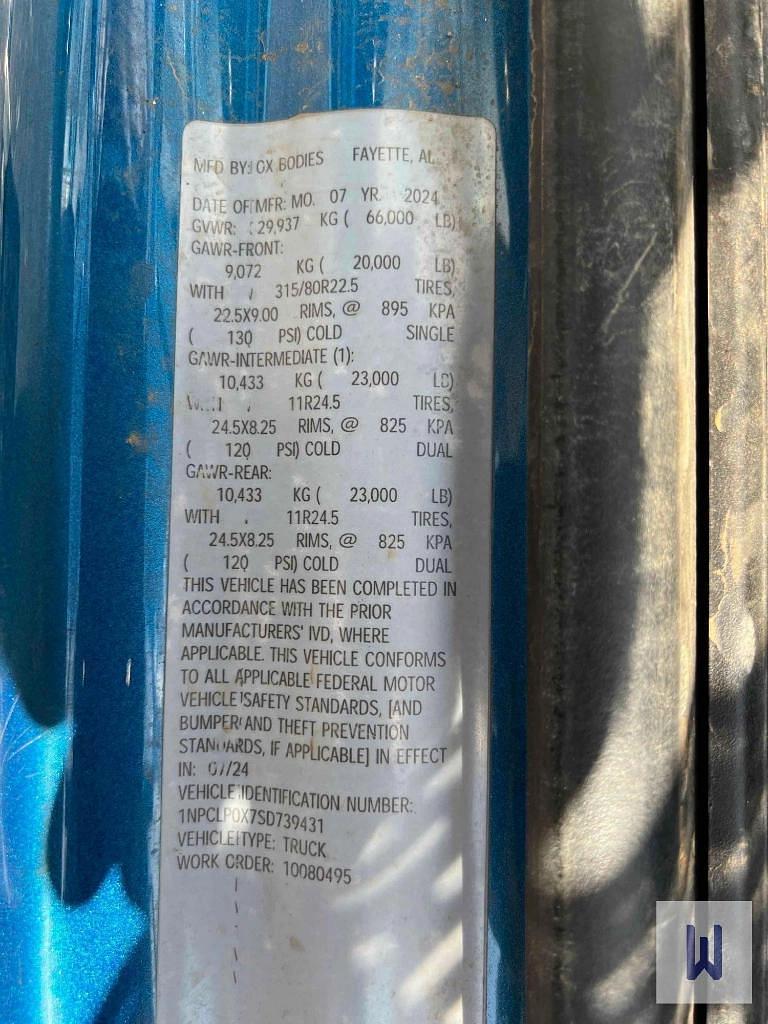 MFD BY: OX BODIES FAYETTE, AL
DATE OF MFR: MO. 07 YR. 2024
GVWR: 29,937 KG ( 66,000 LB)
GAWR-FRONT:
9,072 KG ( 20,000 LB)
WITH 315/80R22.5 TIRES,
22.5X9.00 RIMS, @ 895 KPA
( 130 PSI) COLD SINGLE
GAWR-INTERMEDIATE (1):
10,433 KG ( 23,000 LB)
WITH 11R24.5 TIRES,
24.5X8.25 RIMS, @ 825 KPA
( 120 PSI) COLD DUAL
GAWR-REAR:
10,433 KG ( 23,000 LB)
WITH 11R24.5 TIRES,
24.5X8.25 RIMS, @ 825 KPA
( 120 PSI) COLD DUAL
THIS VEHICLE HAS BEEN COMPLETED IN
ACCORDANCE WITH THE PRIOR
MANUFACTURERS' IVD, WHERE
APPLICABLE. THIS VEHICLE CONFORMS
TO ALL APPLICABLE FEDERAL MOTOR
VEHICLE SAFETY STANDARDS, [AND
BUMPER AND THEFT PREVENTION
STANDARDS, IF APPLICABLE] IN EFFECT
IN: 07/24
VEHICLE IDENTIFICATION NUMBER:
1NPCLP0X7SD739431
VEHICLE TYPE: TRUCK
WORK ORDER: 10080495
W